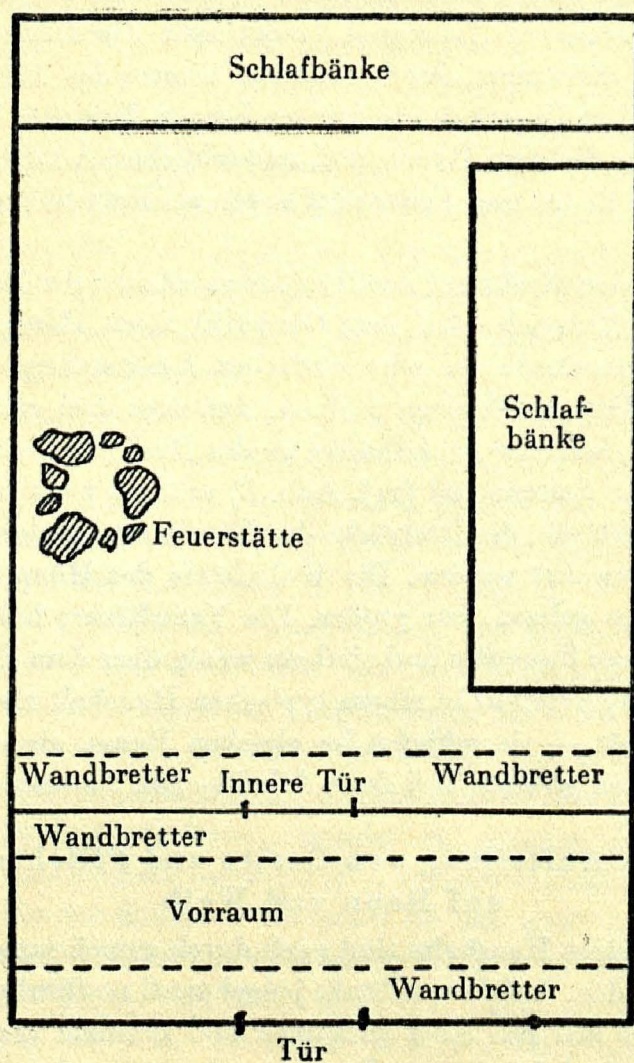 Schlafbänke
Schlaf-
bänke
Feuerstätte
Wandbretter Innere Tür Wandbretter
Wandbretter
Vorraum
Wandbretter
Tür